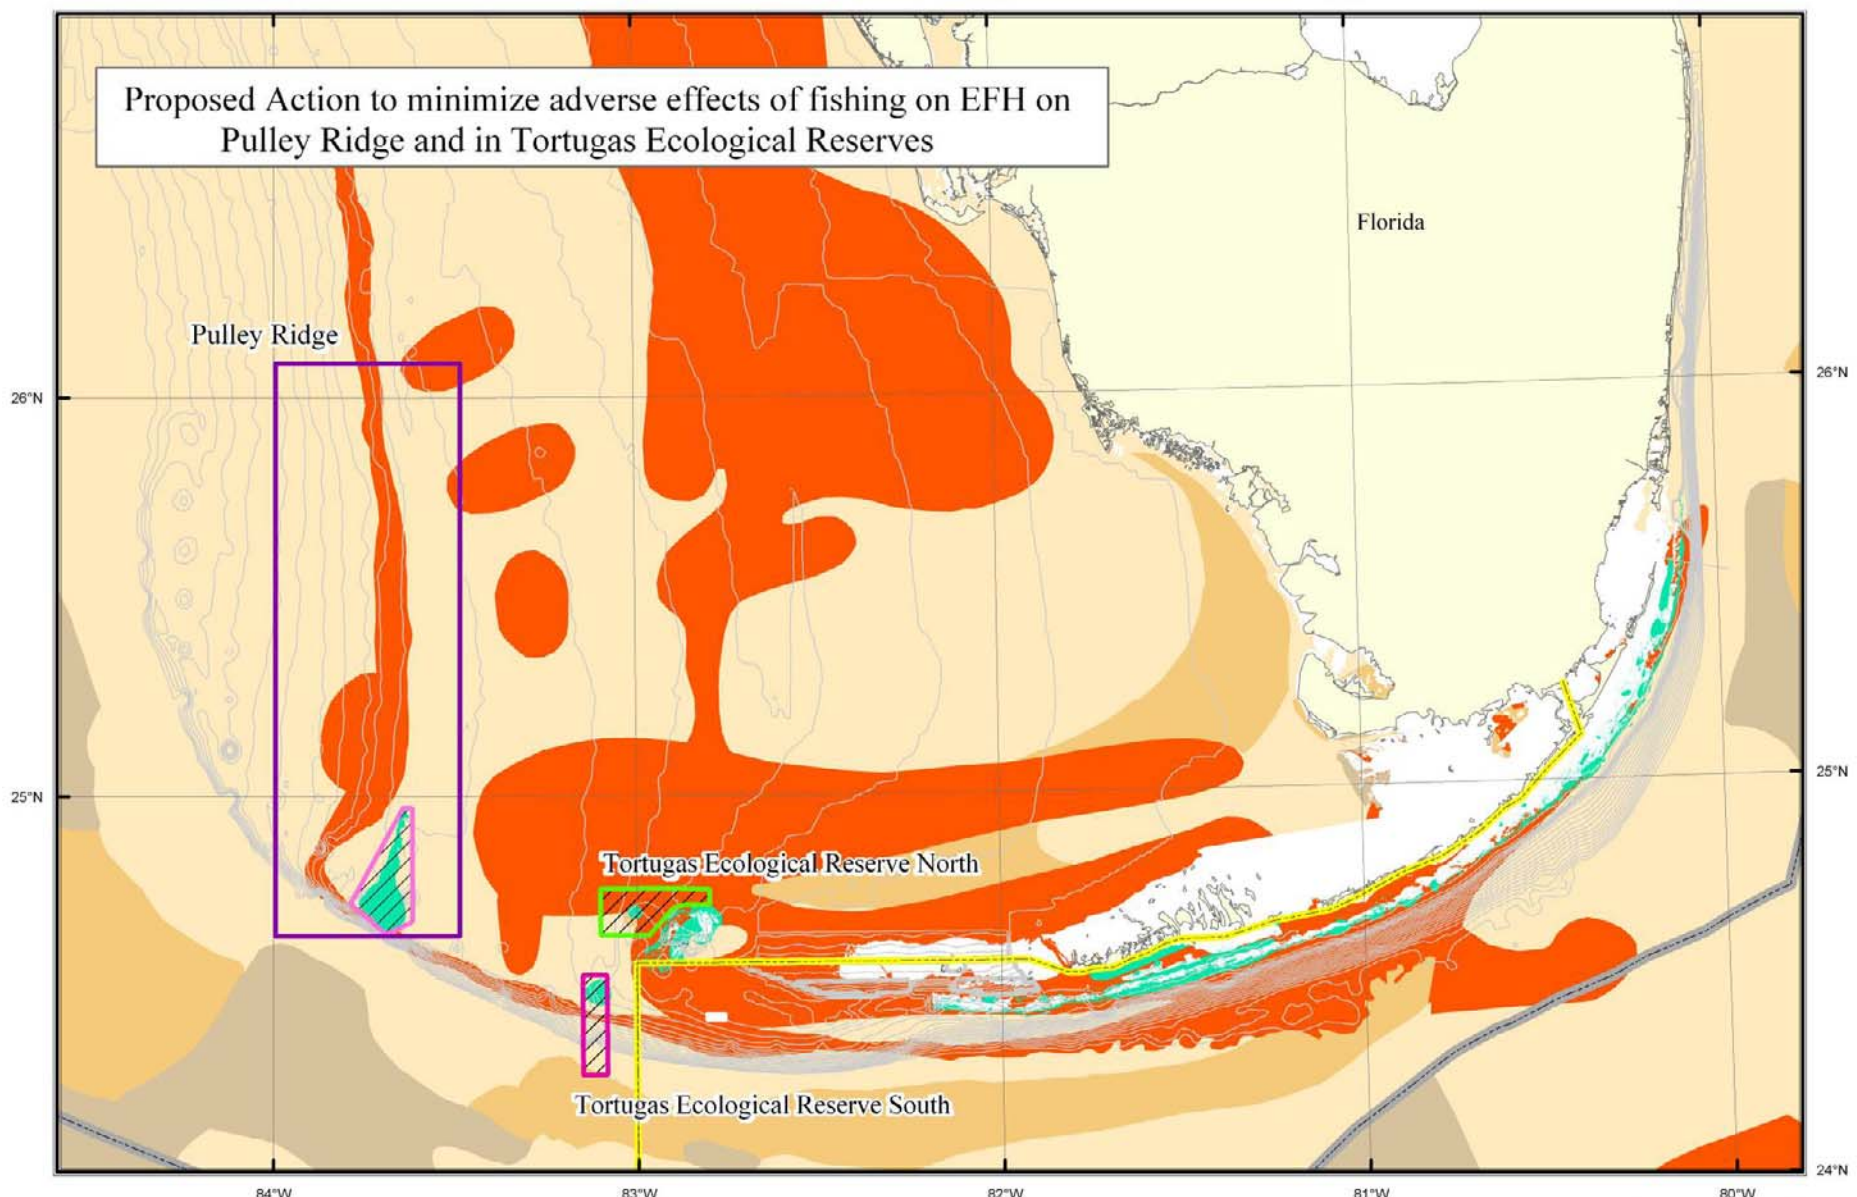 Proposed Action to minimize adverse effects of fishing on EFH on
Pulley Ridge and in Tortugas Ecological Reserves
Florida
Pulley Ridge
26°N
26°N
25°N
25°N
Tortugas Ecological Reserve North
Tortugas Ecological Reserve South
24°N
84°W
83°W
82°W
81°W
80°W